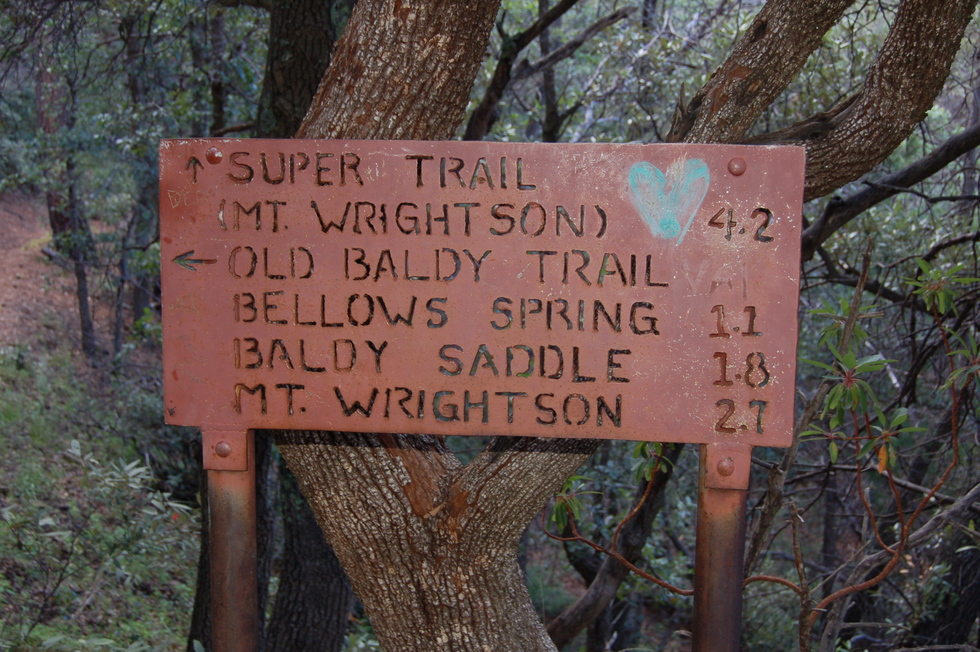 ↑ SUPER TRAIL
(MT. WRIGHTSON) 4.2
← OLD BALDY TRAIL
BELLOWS SPRING 1.1
BALDY SADDLE 1.8
MT. WRIGHTSON 2.7